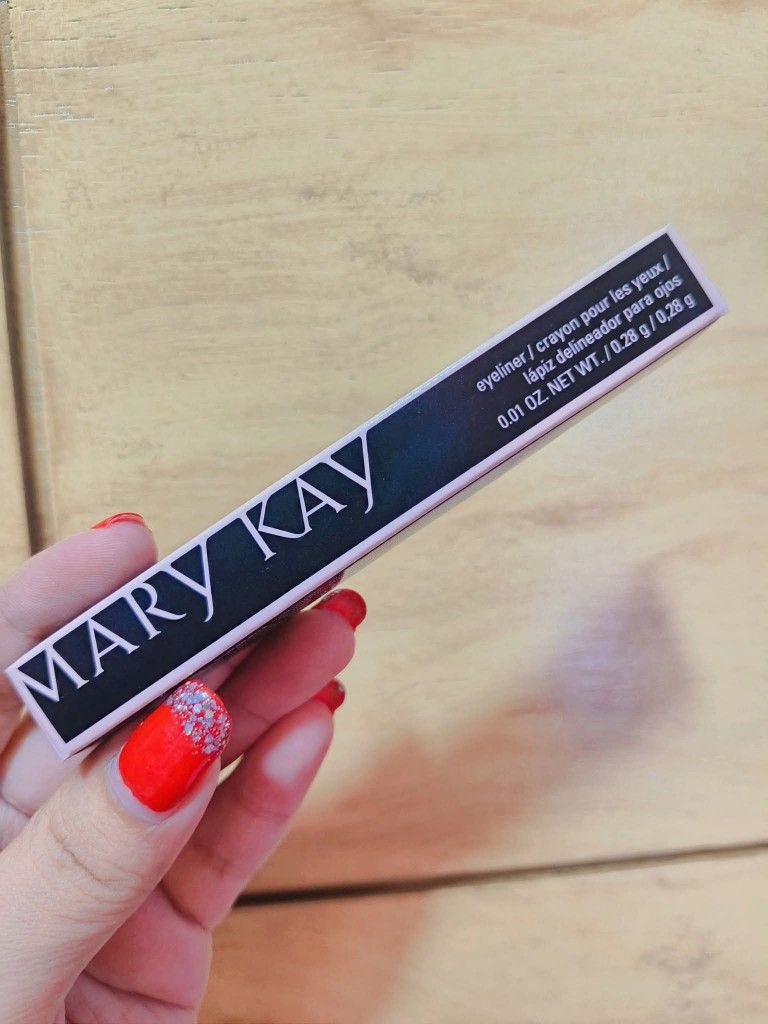 MARY KAY
eyeliner / crayon pour les yeux /
lápiz delineador para ojos
0.01 OZ. NET WT. / 0.28 g / 0,28 g